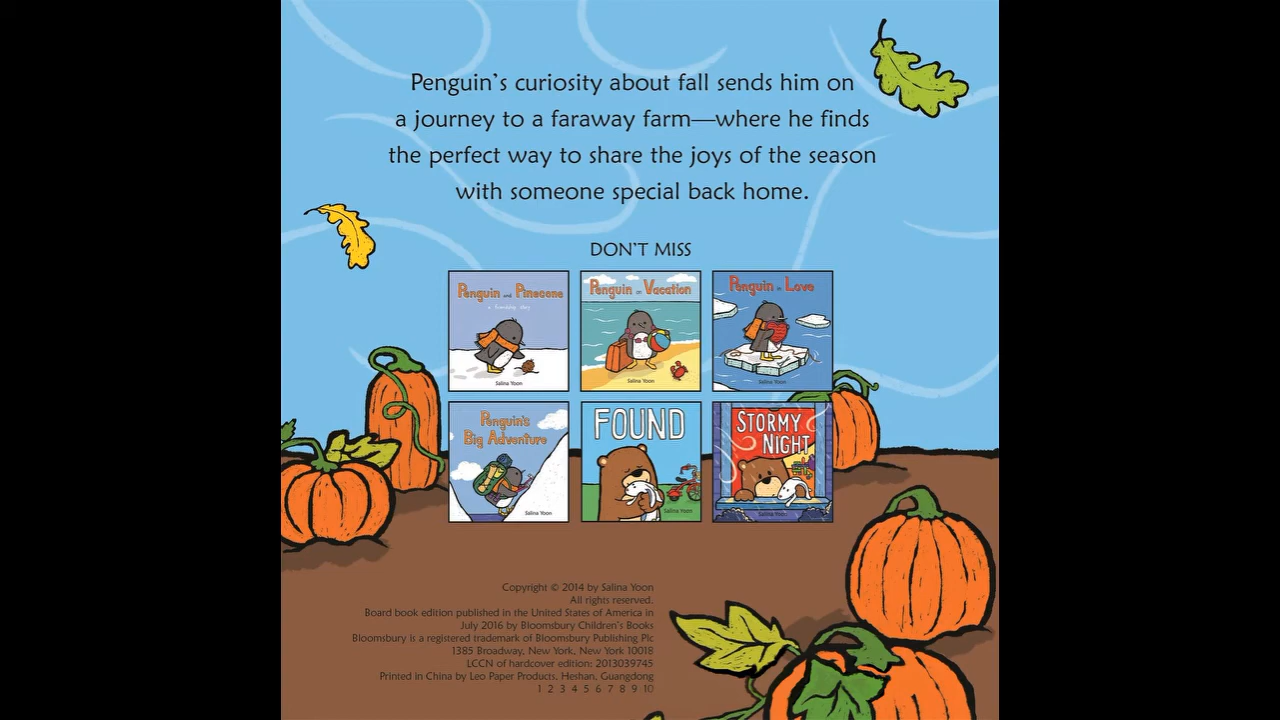 Penguin's curiosity about fall sends him on
a journey to a faraway farm—where he finds
the perfect way to share the joys of the season
with someone special back home.
DON'T MISS
Penguin and Pinecone
a friendship story
Salina Yoon
Penguin on Vacation
Salina Yoon
Penguin in Love
Salina Yoon
Penguin's
Big Adventure
Salina Yoon
FOUND
Salina Yoon
STORMY
NIGHT
Salina Yoon
Copyright © 2014 by Salina Yoon
All rights reserved.
Board book edition published in the United States of America in
July 2016 by Bloomsbury Children's Books
Bloomsbury is a registered trademark of Bloomsbury Publishing Plc
1385 Broadway, New York, New York 10018
LCCN of hardcover edition: 2013039745
Printed in China by Leo Paper Products, Heshan, Guangdong
1 2 3 4 5 6 7 8 9 10